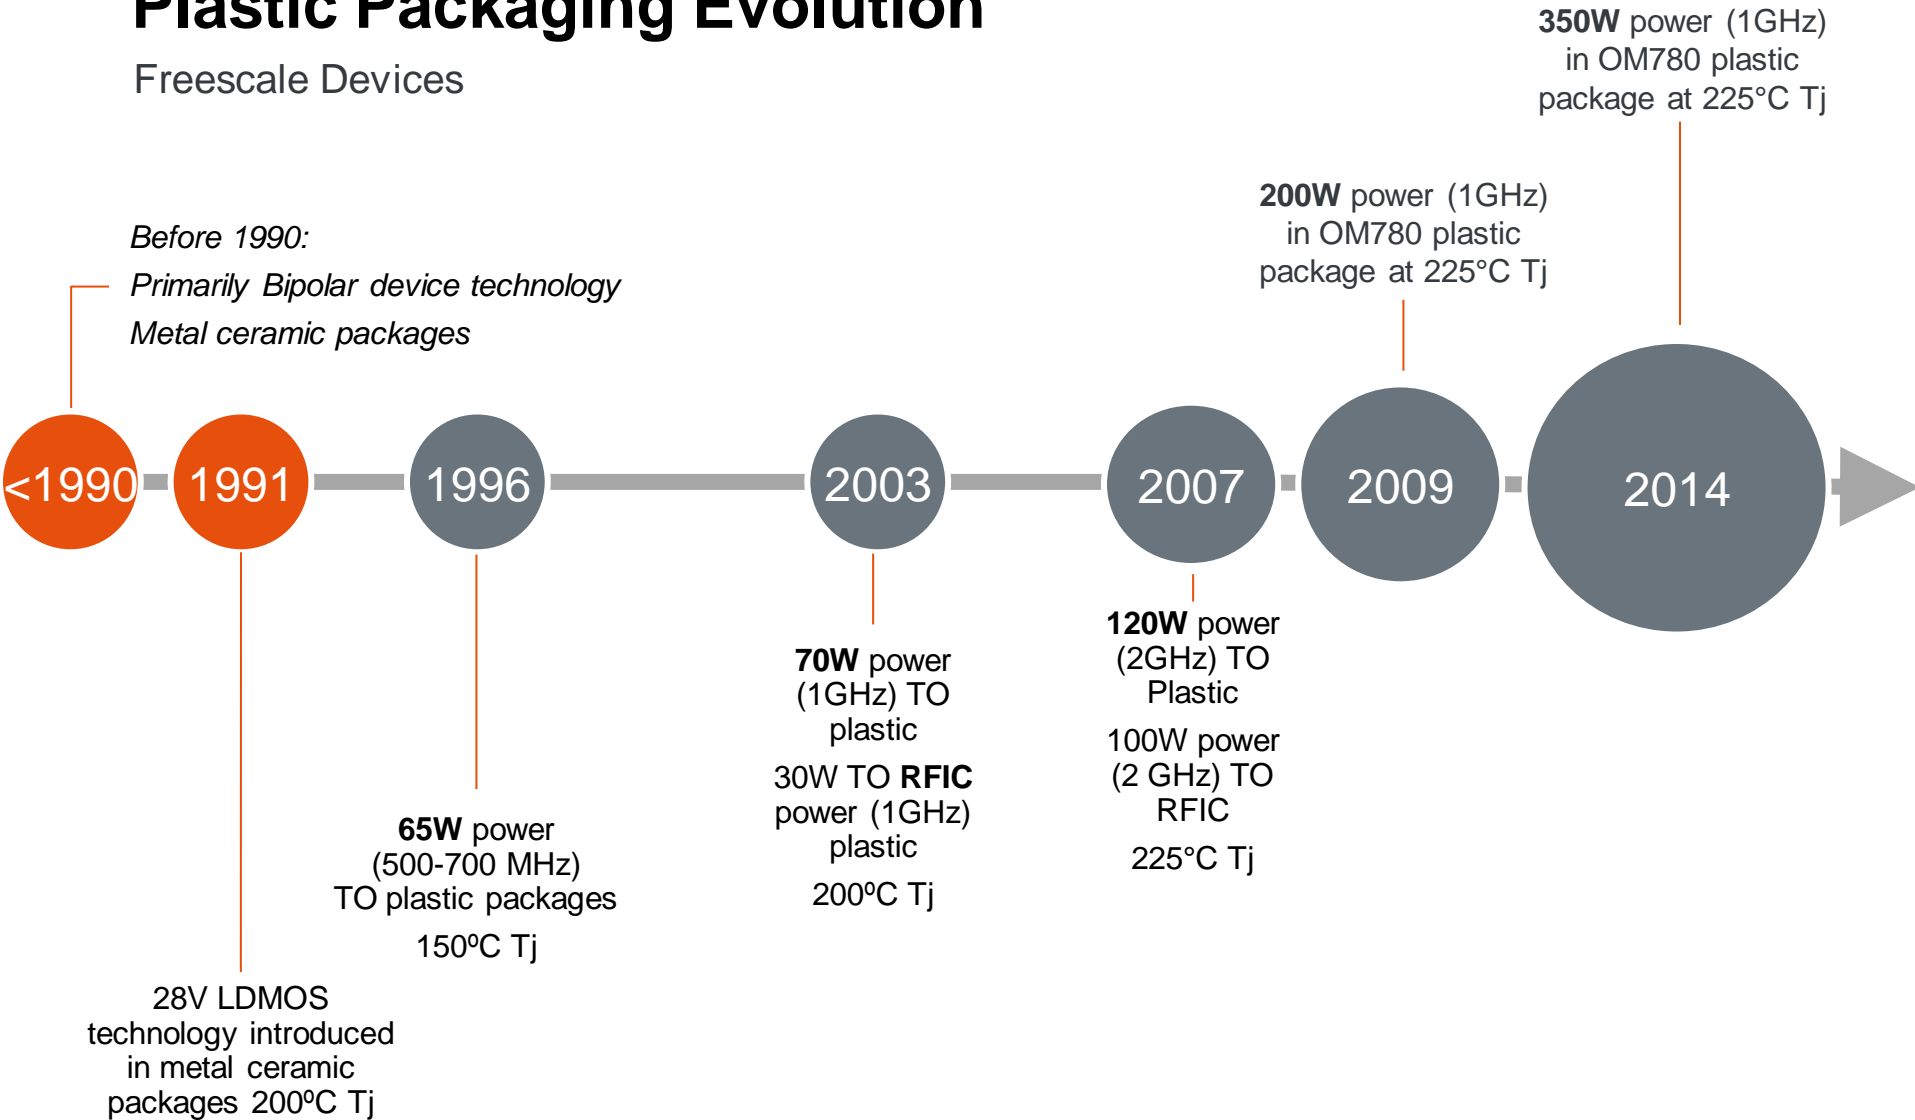 Plastic Packaging Evolution
Freescale Devices
350W power (1GHz)
in OM780 plastic
package at 225°C Tj
200W power (1GHz)
in OM780 plastic
package at 225°C Tj
Before 1990:
Primarily Bipolar device technology
Metal ceramic packages
<1990
1991
1996
2003
2007
2009
2014
28V LDMOS
technology introduced
in metal ceramic
packages 200ºC Tj
65W power
(500-700 MHz)
TO plastic packages
150ºC Tj
70W power
(1GHz) TO
plastic
30W TO RFIC
power (1GHz)
plastic
200ºC Tj
120W power
(2GHz) TO
Plastic
100W power
(2 GHz) TO
RFIC
225°C Tj